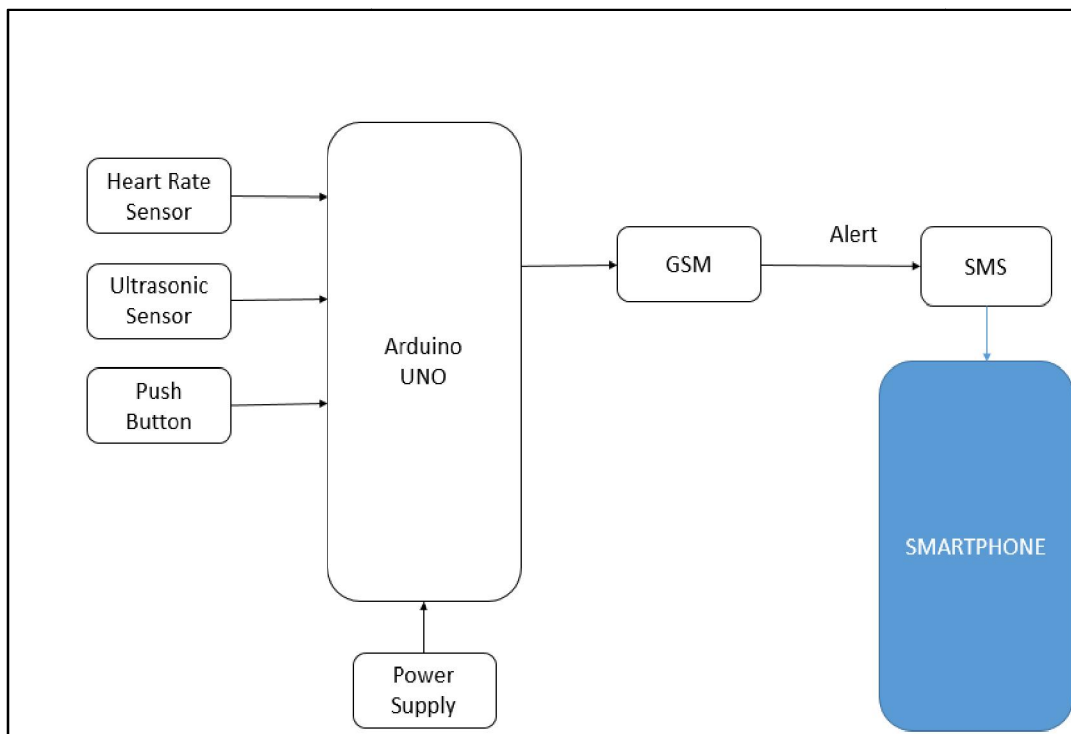 Heart Rate
Sensor
Ultrasonic
Sensor
Push
Button
Arduino
UNO
Power
Supply
GSM
Alert
SMS
SMARTPHONE